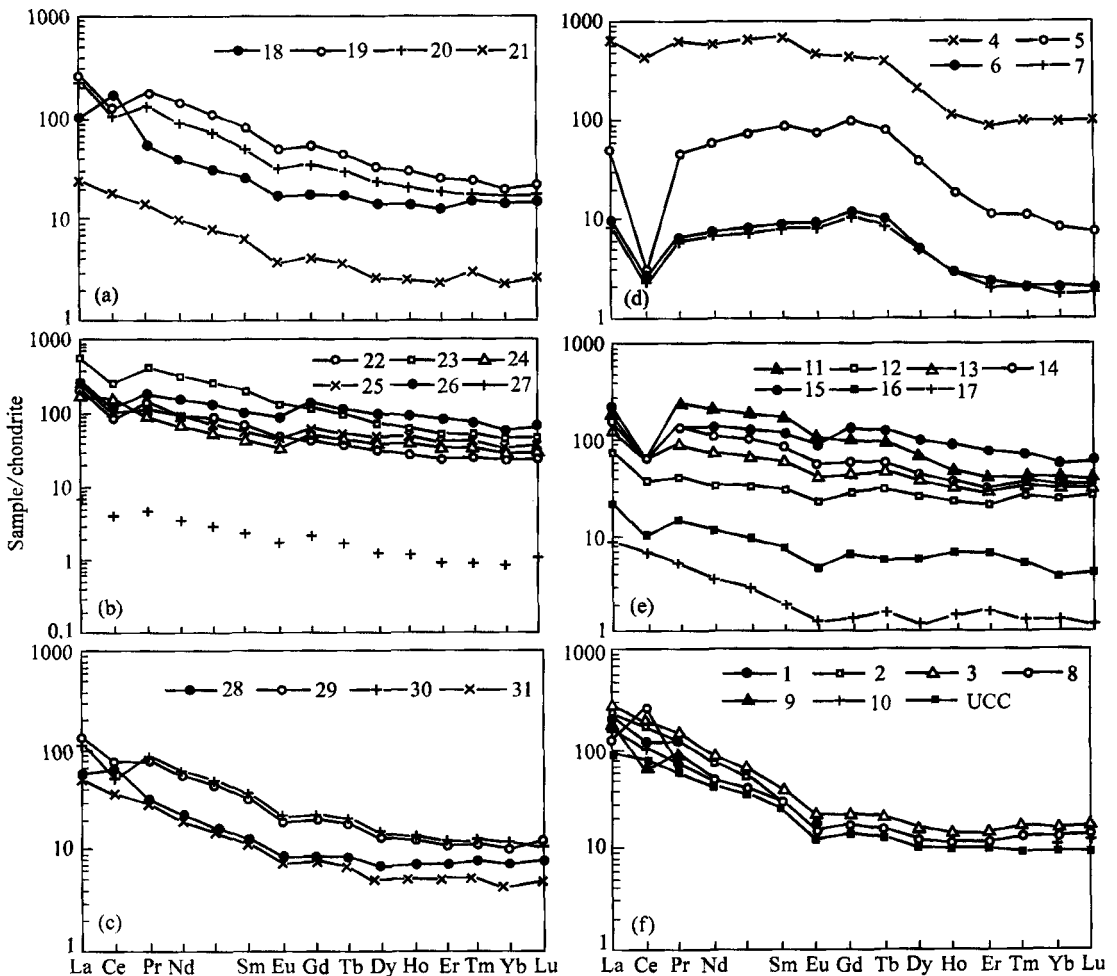 1000
100
10
1
18 19 20 21
(a)
1000
100
10
1
4 5
6 7
(d)
Sample/chondrite
1000
100
10
1
0.1
22 23 24
25 26 27
(b)
1000
100
10
1
11 12 13 14
15 16 17
(e)
1000
100
10
1
28 29 30 31
(c)
La Ce Pr Nd Sm Eu Gd Tb Dy Ho Er Tm Yb Lu
1000
100
10
1
1 2 3 8
9 10 UCC
(f)
La Ce Pr Nd Sm Eu Gd Tb Dy Ho Er Tm Yb Lu